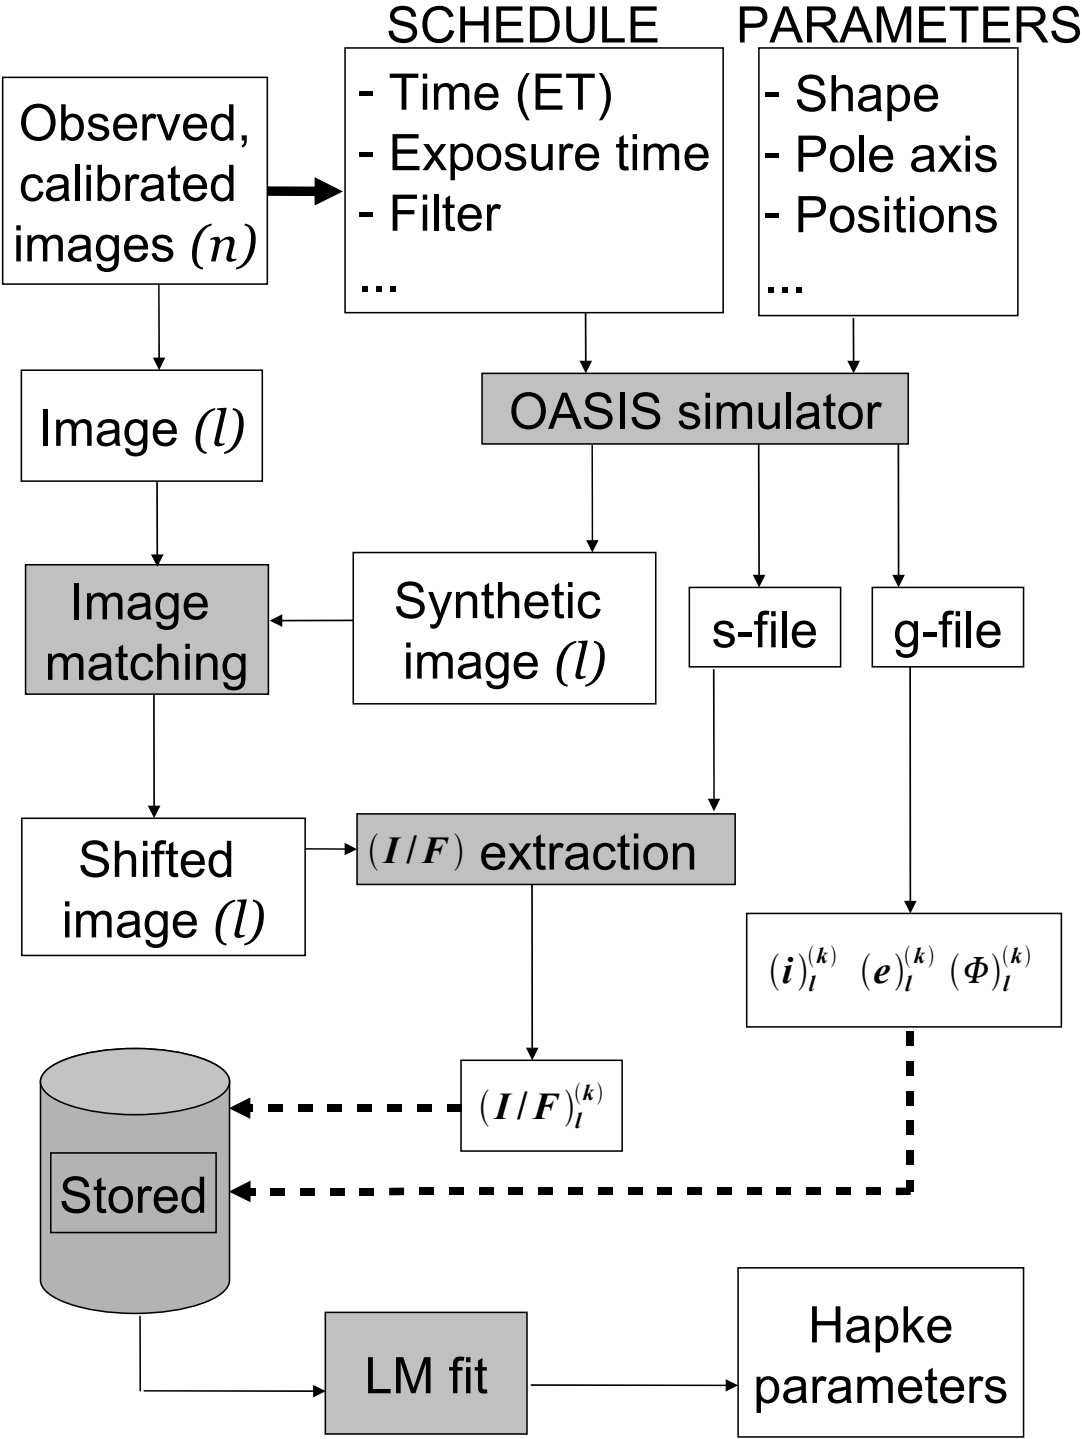 SCHEDULE
PARAMETERS
Observed,
calibrated
images (n)
- Time (ET)
- Exposure time
- Filter
...
- Shape
- Pole axis
- Positions
...
Image (l)
OASIS simulator
Image
matching
Synthetic
image (l)
s-file
g-file
Shifted
image (l)
(I/F) extraction
(i)_l^(k) (e)_l^(k) (Φ)_l^(k)
(I/F)_l^(k)
Stored
LM fit
Hapke
parameters